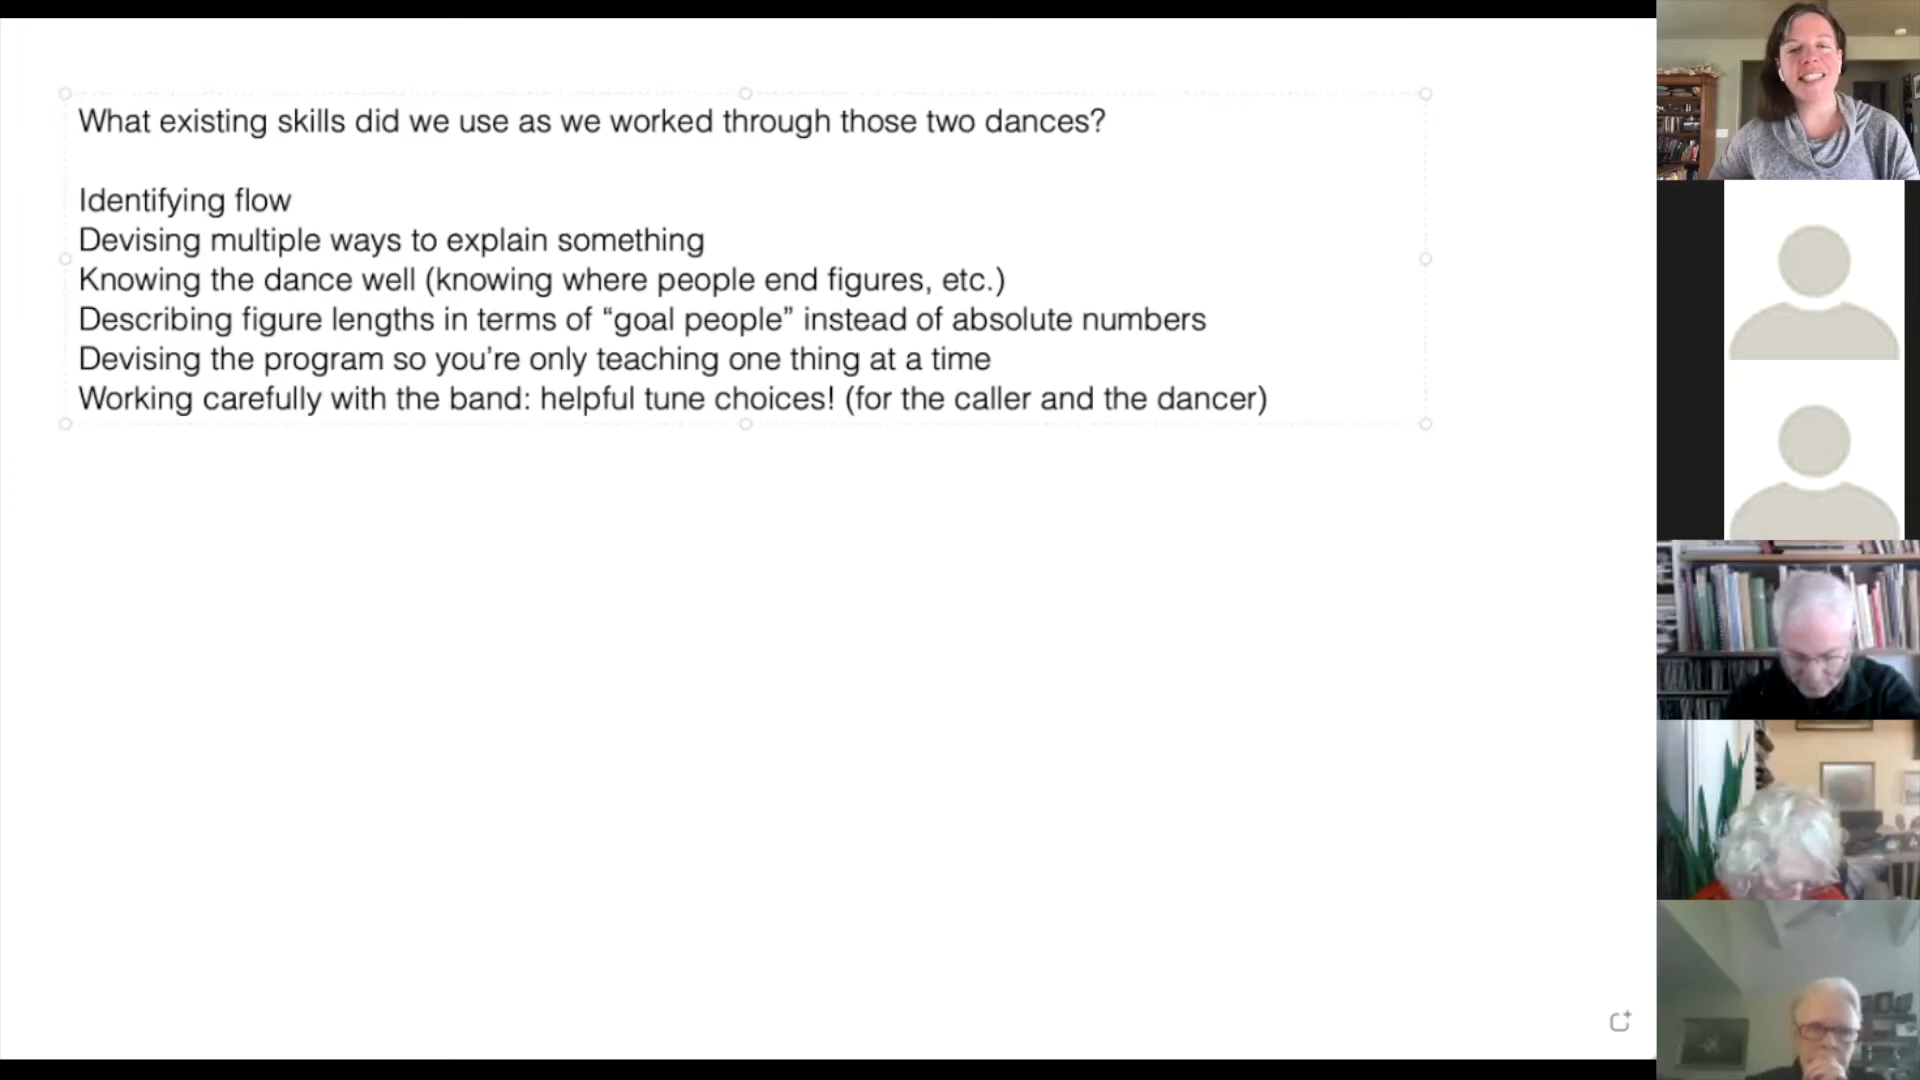 What existing skills did we use as we worked through those two dances?
Identifying flow
Devising multiple ways to explain something
Knowing the dance well (knowing where people end figures, etc.)
Describing figure lengths in terms of “goal people” instead of absolute numbers
Devising the program so you’re only teaching one thing at a time
Working carefully with the band: helpful tune choices! (for the caller and the dancer)